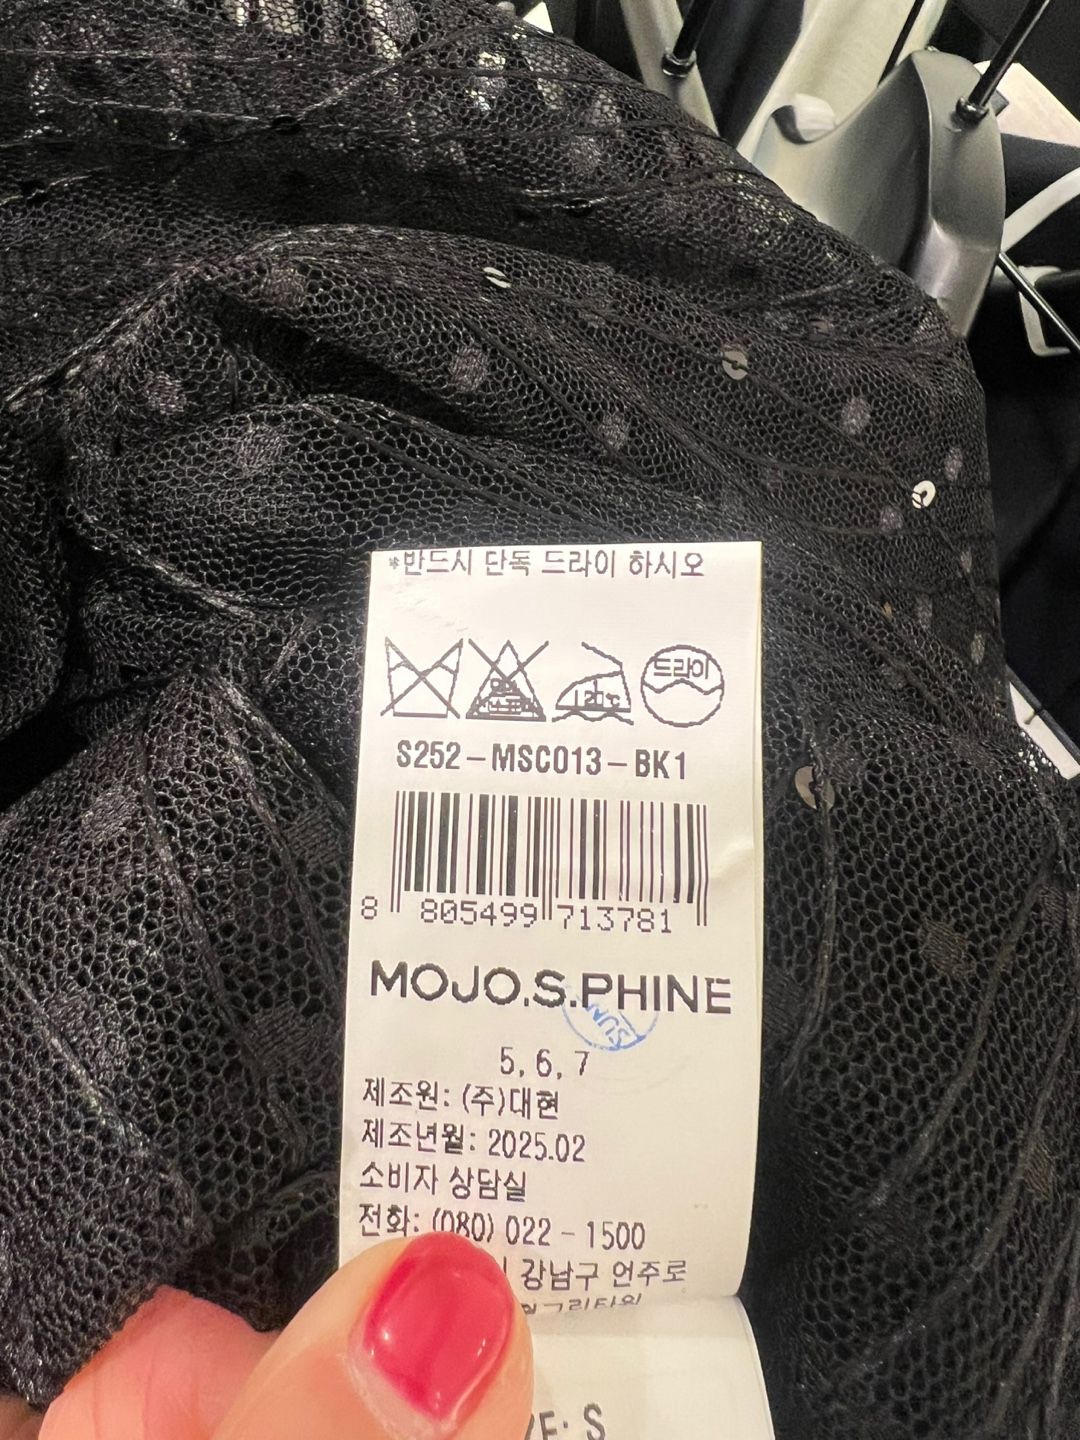 *반드시 단독 드라이 하시오
120℃ 드라이
S252-MSC013-BK1
8 805499 713781
MOJO.S.PHINE
5, 6, 7
제조원: (주)대현
제조년월: 2025.02
소비자 상담실
전화: (080) 022-1500
강남구 언주로
S